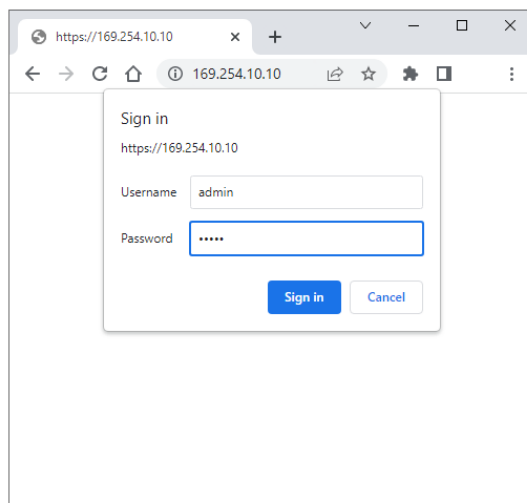 https://169.254.10.10
169.254.10.10
Sign in
https://169.254.10.10
Username admin
Password •••••
Sign in Cancel